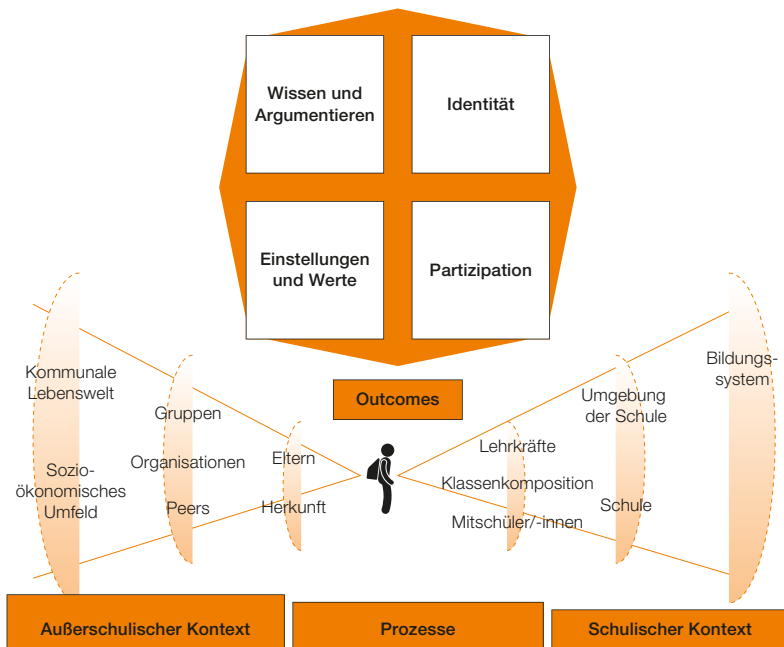 Wissen und
Argumentieren
Identität
Einstellungen
und Werte
Partizipation
Outcomes
Kommunale
Lebenswelt
Sozio-
ökonomisches
Umfeld
Gruppen
Organisationen
Peers
Eltern
Herkunft
Lehrkräfte
Klassenkomposition
Mitschüler/-innen
Umgebung
der Schule
Schule
Bildungs-
system
Außerschulischer Kontext
Prozesse
Schulischer Kontext